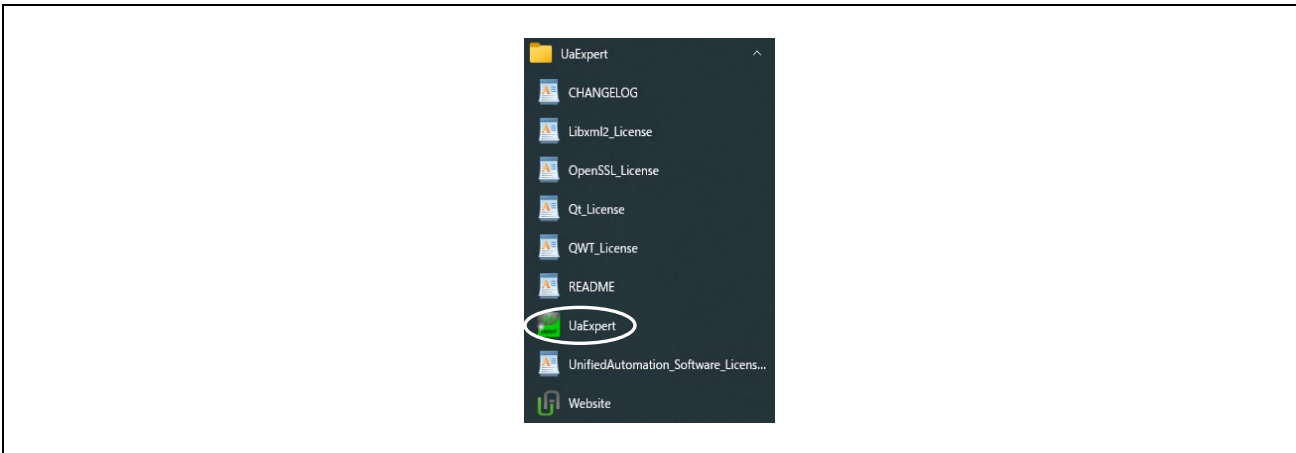 UaExpert
CHANGELOG
Libxml2_License
OpenSSL_License
Qt_License
QWT_License
README
UaExpert
UnifiedAutomation_Software_Licens...
Website